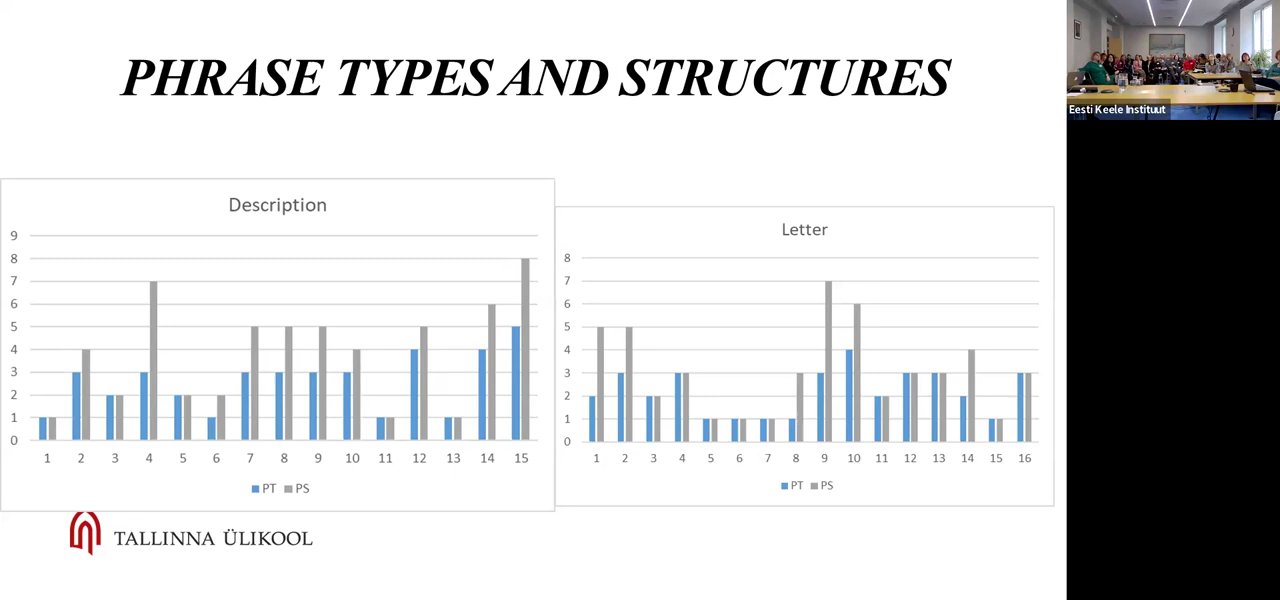 PHRASE TYPES AND STRUCTURES
Eesti Keele Instituut
Description
9
8
7
6
5
4
3
2
1
0
1 2 3 4 5 6 7 8 9 10 11 12 13 14 15
PT PS
Letter
8
7
6
5
4
3
2
1
0
1 2 3 4 5 6 7 8 9 10 11 12 13 14 15 16
PT PS
TALLINNA ÜLIKOOL